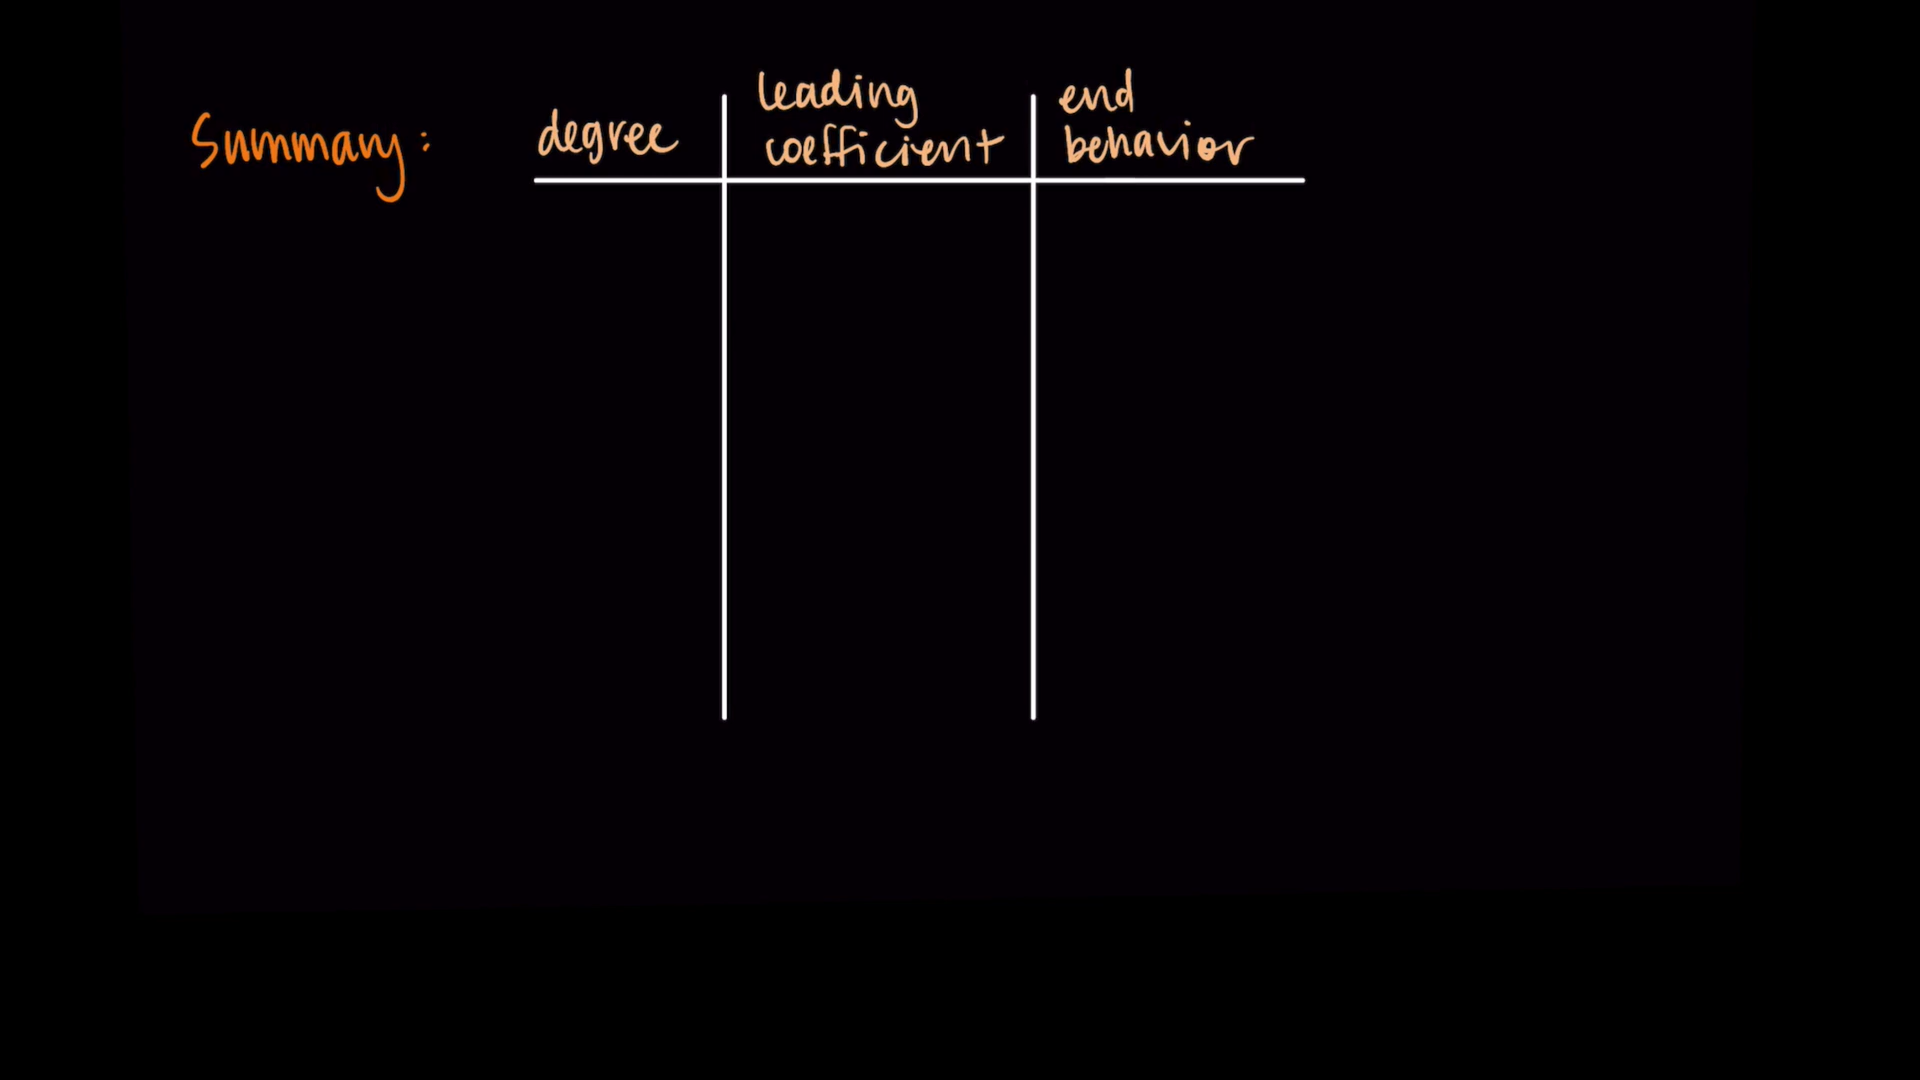 Summary:
degree
leading
coefficient
end
behavior